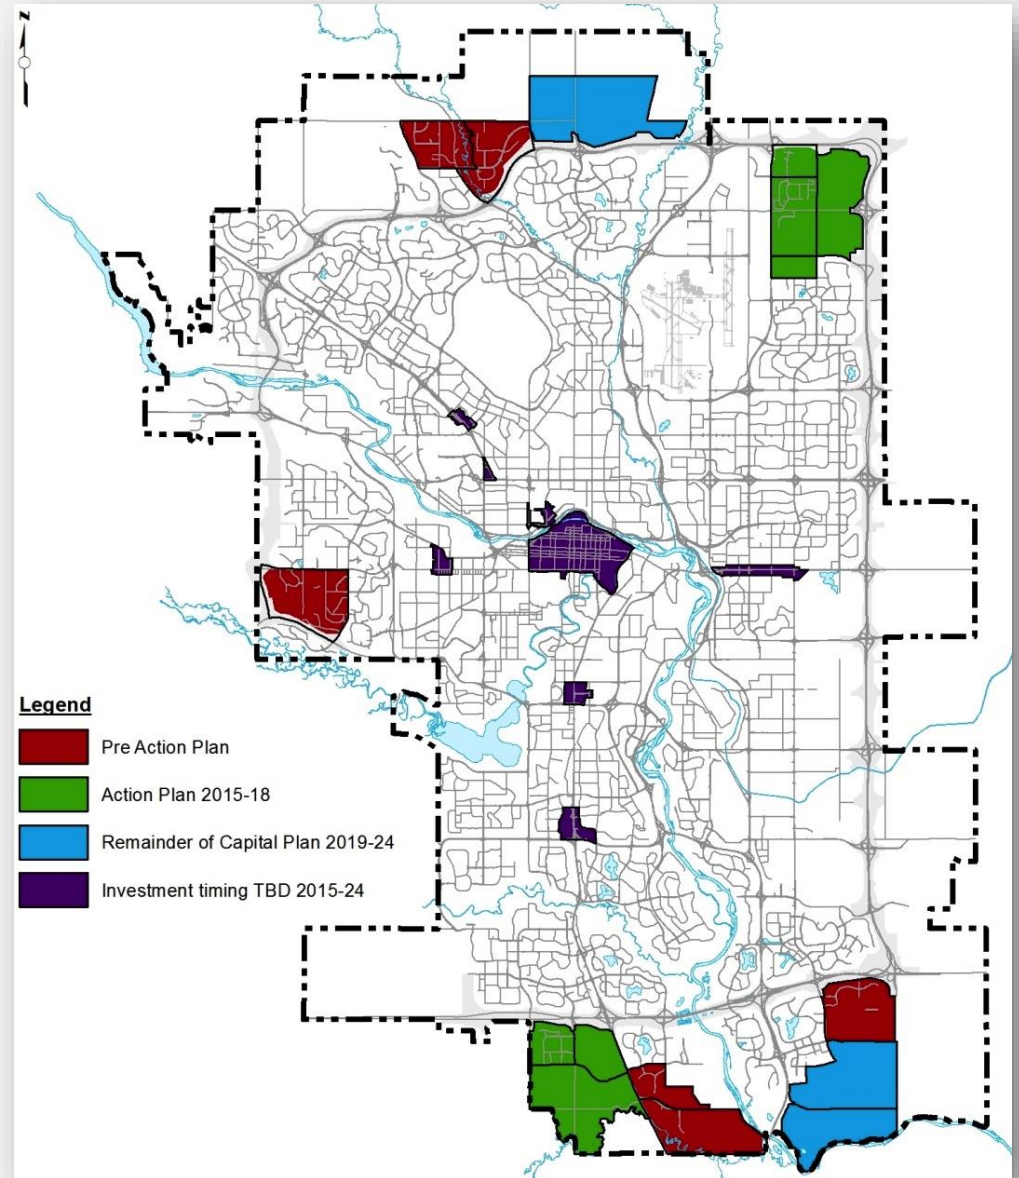 N
Legend
Pre Action Plan
Action Plan 2015-18
Remainder of Capital Plan 2019-24
Investment timing TBD 2015-24